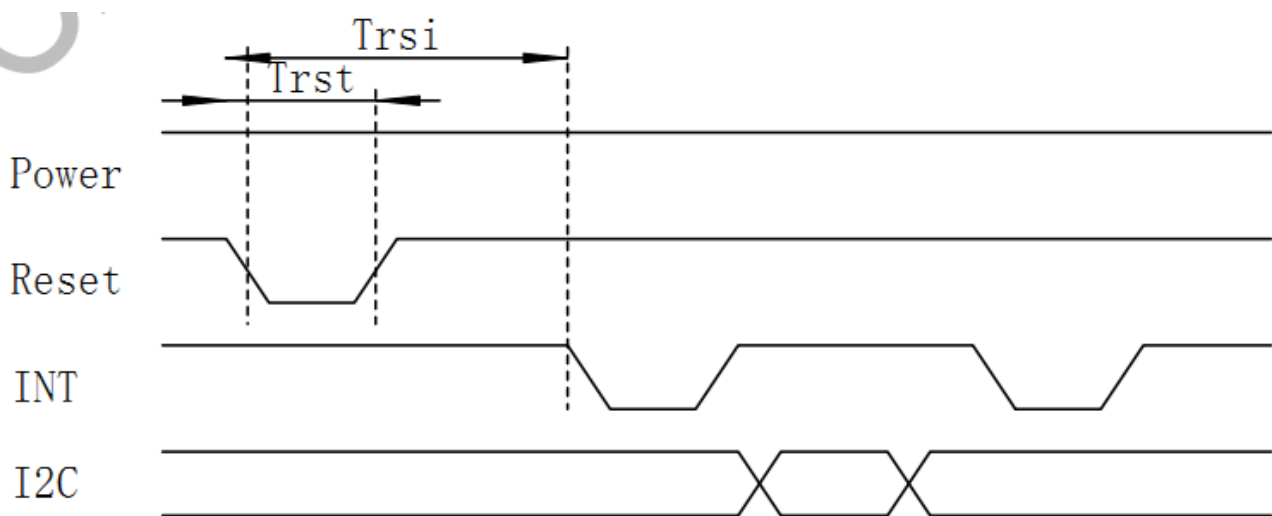 Trsi
Trst
Power
Reset
INT
I2C